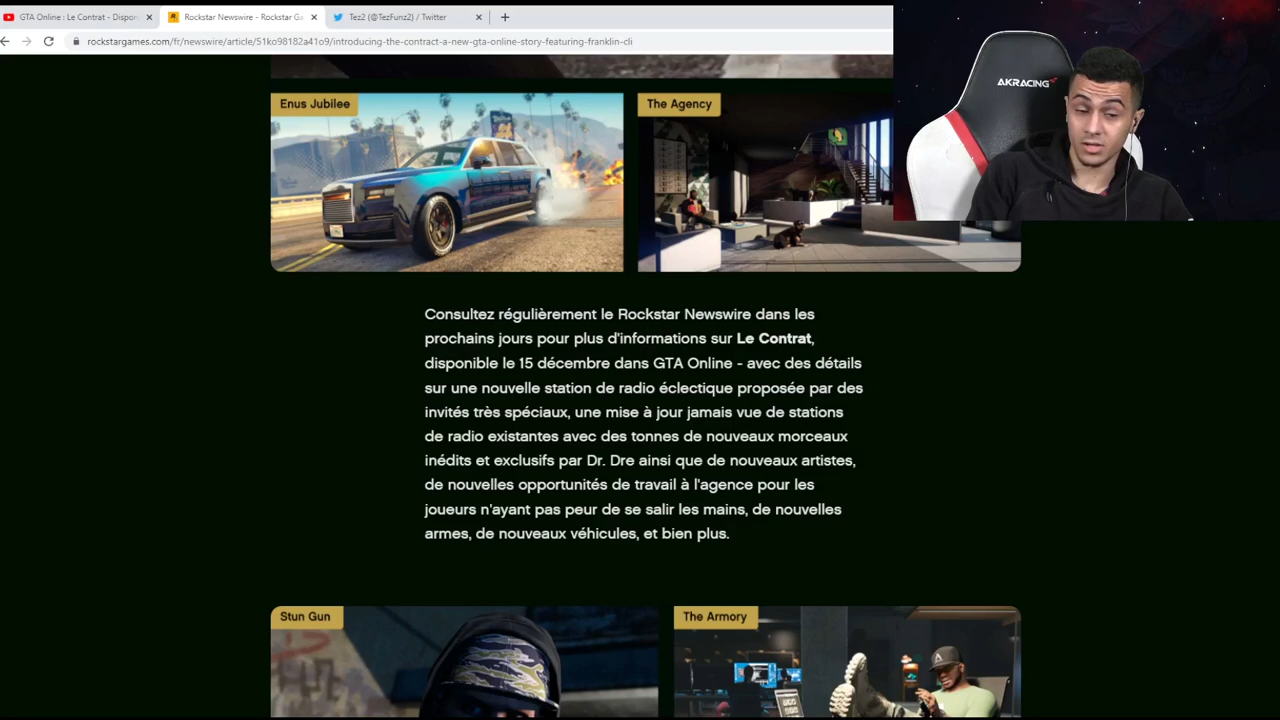 GTA Online : Le Contrat - Dispon
Rockstar Newswire - Rockstar Ga
Tez2 (@TezFunz2) / Twitter
rockstargames.com/fr/newswire/article/51ko98182a41o9/introducing-the-contract-a-new-gta-online-story-featuring-franklin-cli
AKRACING
Enus Jubilee
The Agency
Consultez régulièrement le Rockstar Newswire dans les
prochains jours pour plus d'informations sur Le Contrat,
disponible le 15 décembre dans GTA Online - avec des détails
sur une nouvelle station de radio éclectique proposée par des
invités très spéciaux, une mise à jour jamais vue de stations
de radio existantes avec des tonnes de nouveaux morceaux
inédits et exclusifs par Dr. Dre ainsi que de nouveaux artistes,
de nouvelles opportunités de travail à l'agence pour les
joueurs n'ayant pas peur de se salir les mains, de nouvelles
armes, de nouveaux véhicules, et bien plus.
Stun Gun
The Armory